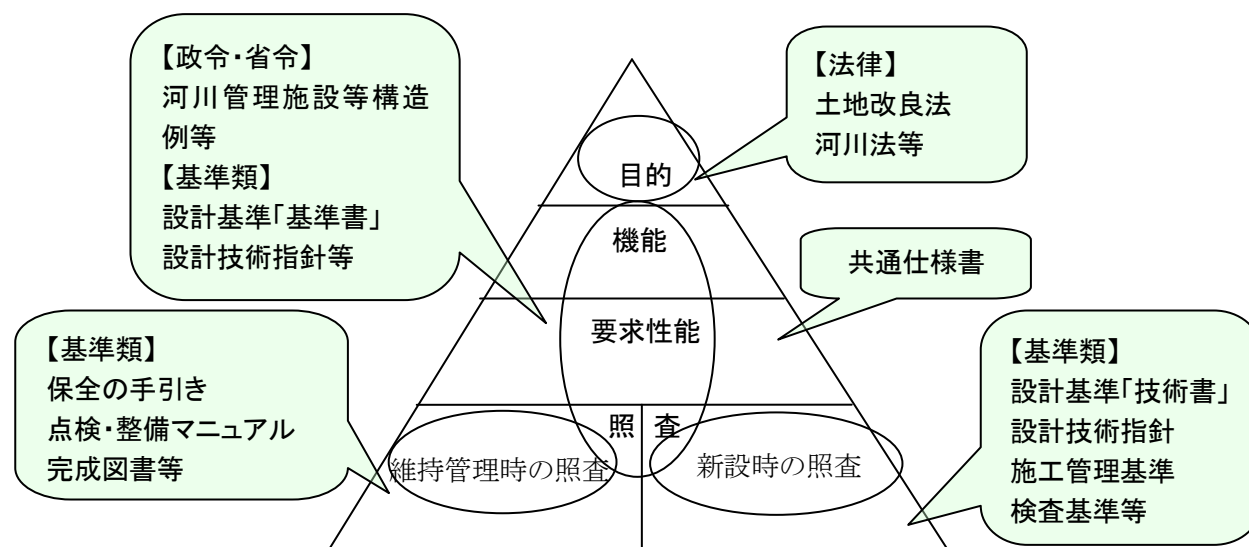 【政令・省令】
河川管理施設等構造
例等
【基準類】
設計基準「基準書」
設計技術指針等
【法律】
土地改良法
河川法等
目的
機能
共通仕様書
要求性能
【基準類】
保全の手引き
点検・整備マニュアル
完成図書等
照 査
維持管理時の照査
新設時の照査
【基準類】
設計基準「技術書」
設計技術指針
施工管理基準
検査基準等